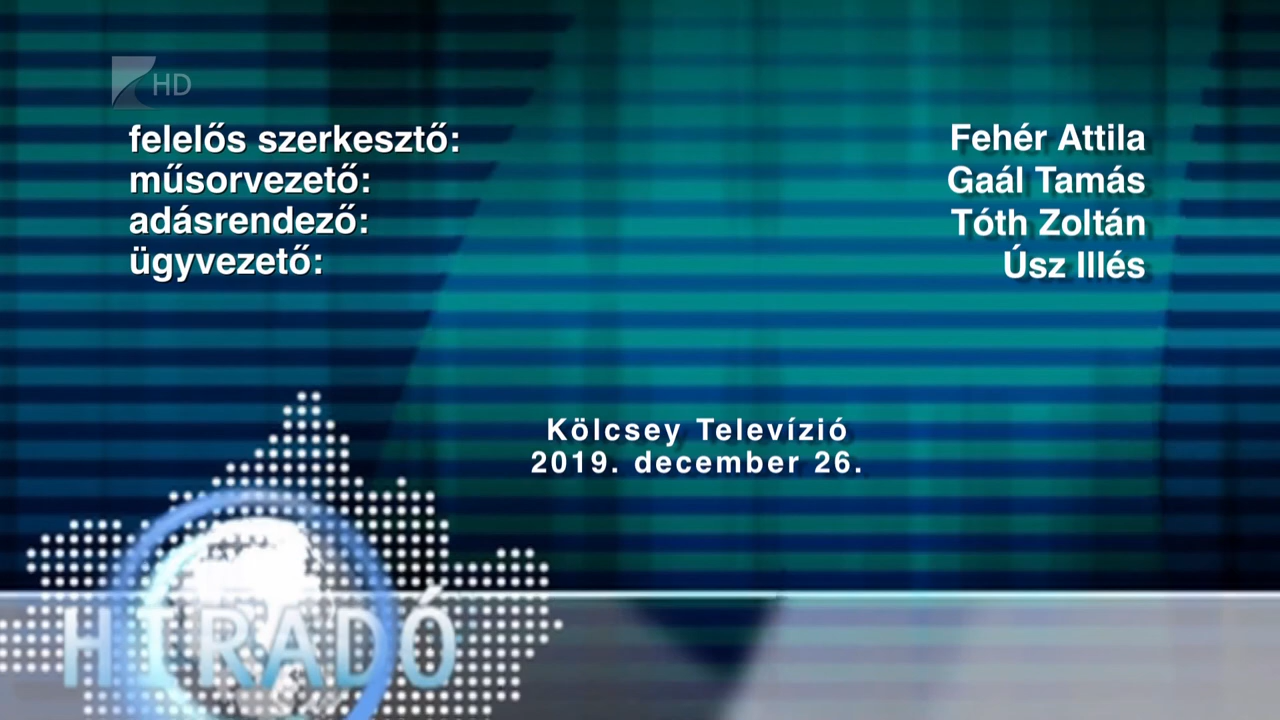 HD
felelős szerkesztő: Fehér Attila
műsorvezető: Gaál Tamás
adásrendező: Tóth Zoltán
ügyvezető: Úsz Illés
Kölcsey Televízió
2019. december 26.
HÍRADÓ